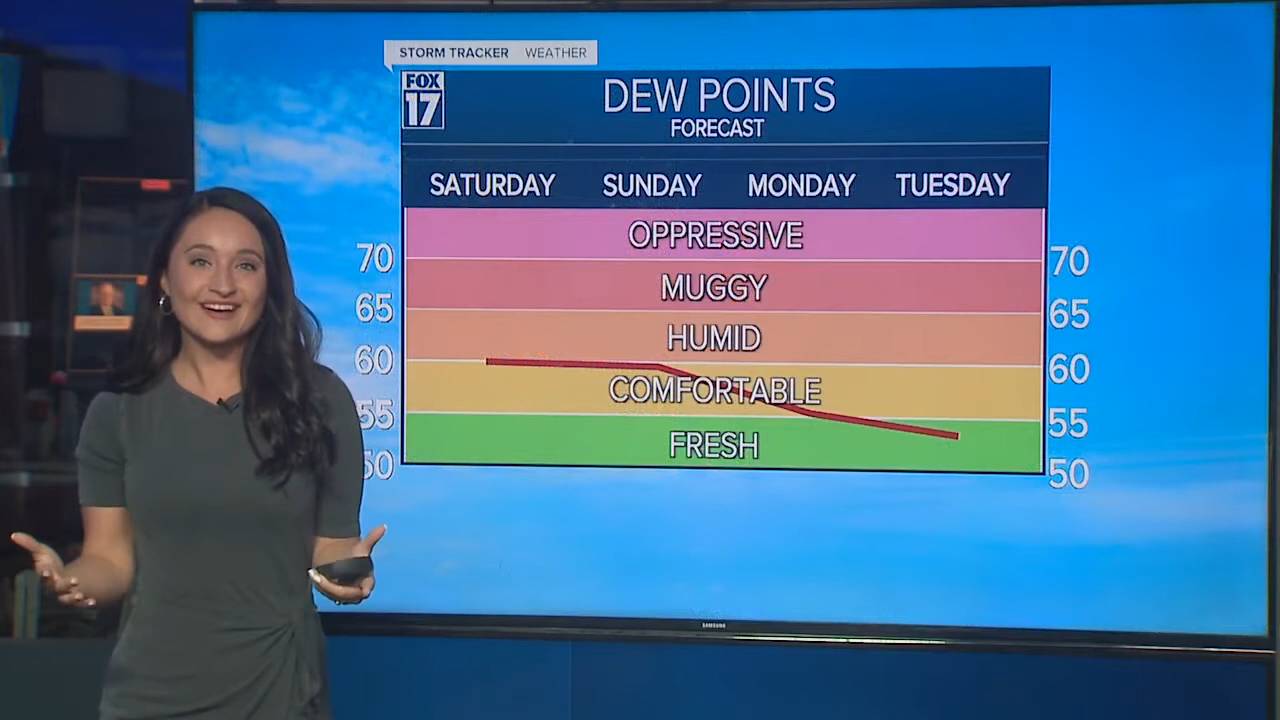 STORM TRACKER WEATHER
FOX
17
DEW POINTS
FORECAST
SATURDAY SUNDAY MONDAY TUESDAY
OPPRESSIVE
70 70
MUGGY
65 65
HUMID
60 60
COMFORTABLE
55 55
FRESH
50 50
SAMSUNG